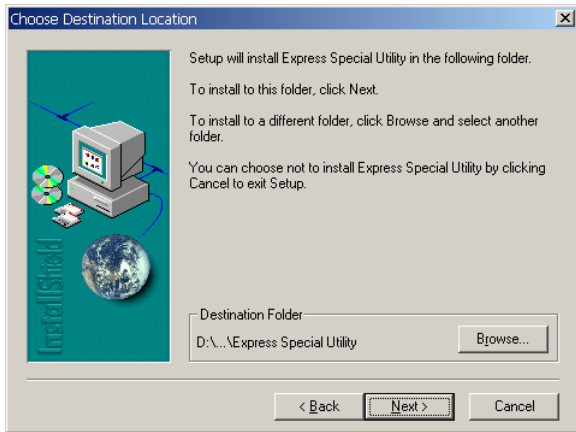 Choose Destination Location
Setup will install Express Special Utility in the following folder.
To install to this folder, click Next.
To install to a different folder, click Browse and select another
folder.
You can choose not to install Express Special Utility by clicking
Cancel to exit Setup.
InstallShield
Destination Folder
D:\...\Express Special Utility
Browse...
< Back
Next >
Cancel